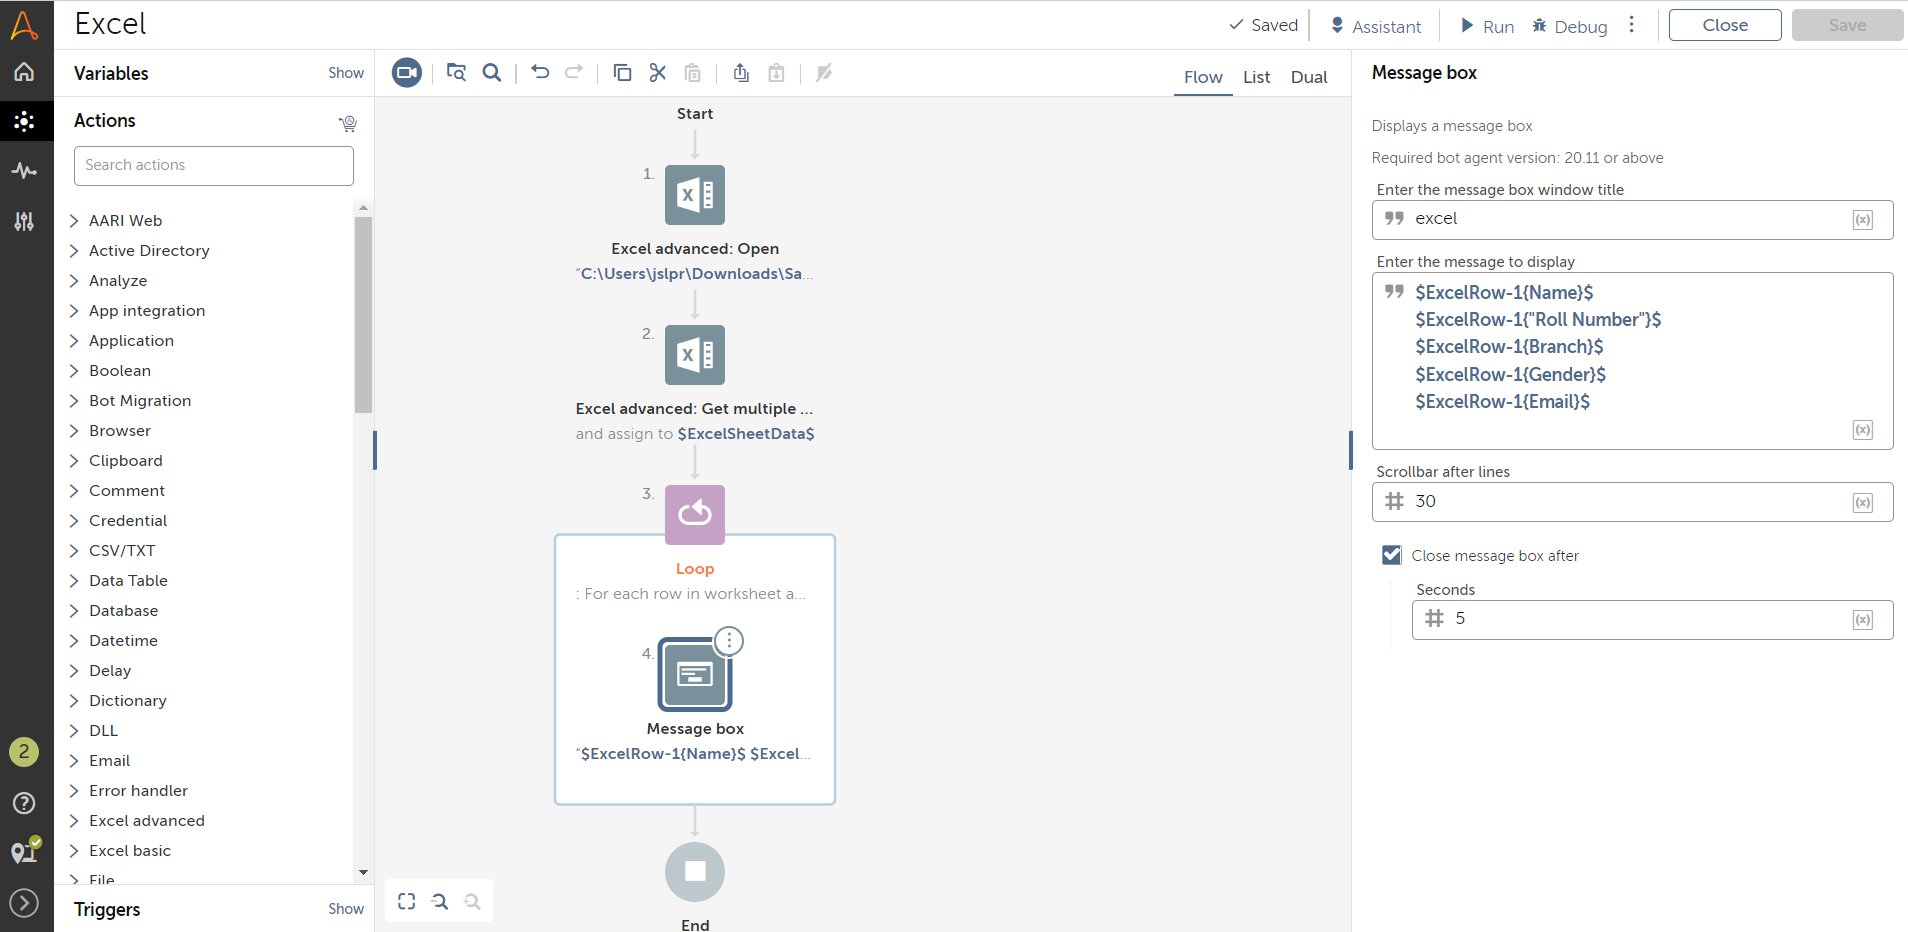 Excel
Saved
Assistant
Run
Debug
Close
Save
Variables
Show
Actions
Search actions
AARI Web
Active Directory
Analyze
App integration
Application
Boolean
Bot Migration
Browser
Clipboard
Comment
Credential
CSV/TXT
Data Table
Database
Datetime
Delay
Dictionary
DLL
Email
Error handler
Excel advanced
Excel basic
File
Triggers
Show
2
Flow
List
Dual
Start
1.
Excel advanced: Open
"C:\Users\jslpr\Downloads\Sa...
2.
Excel advanced: Get multiple ...
and assign to $ExcelSheetData$
3.
Loop
: For each row in worksheet a...
4.
Message box
"$ExcelRow-1{Name}$ $Excel...
End
Message box
Displays a message box
Required bot agent version: 20.11 or above
Enter the message box window title
excel
(x)
Enter the message to display
$ExcelRow-1{Name}$
$ExcelRow-1{"Roll Number"}$
$ExcelRow-1{Branch}$
$ExcelRow-1{Gender}$
$ExcelRow-1{Email}$
(x)
Scrollbar after lines
30
(x)
Close message box after
Seconds
5
(x)